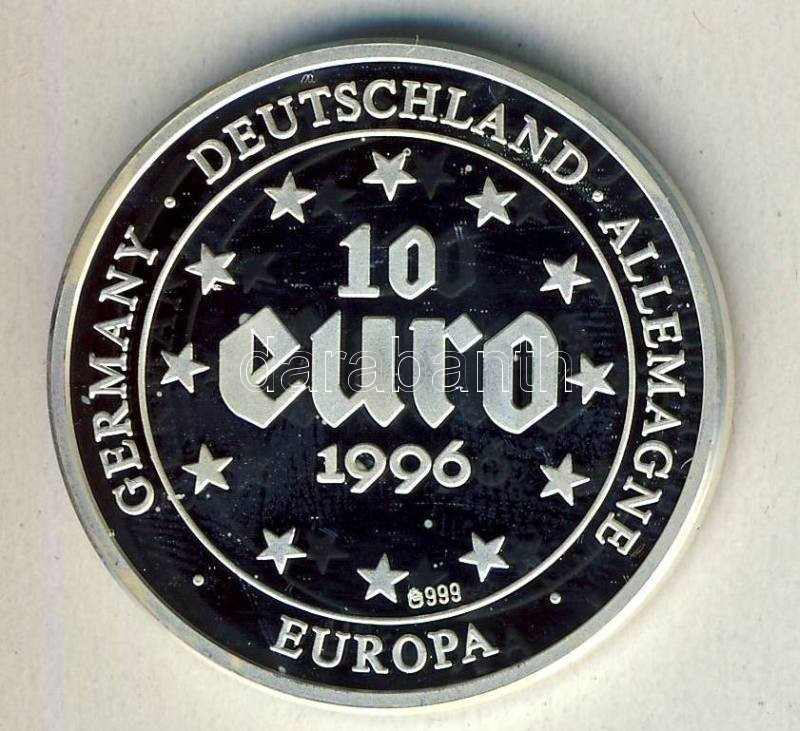 GERMANY · DEUTSCHLAND · ALLEMAGNE · EUROPA ·
10
euro
darabanth
1996
999